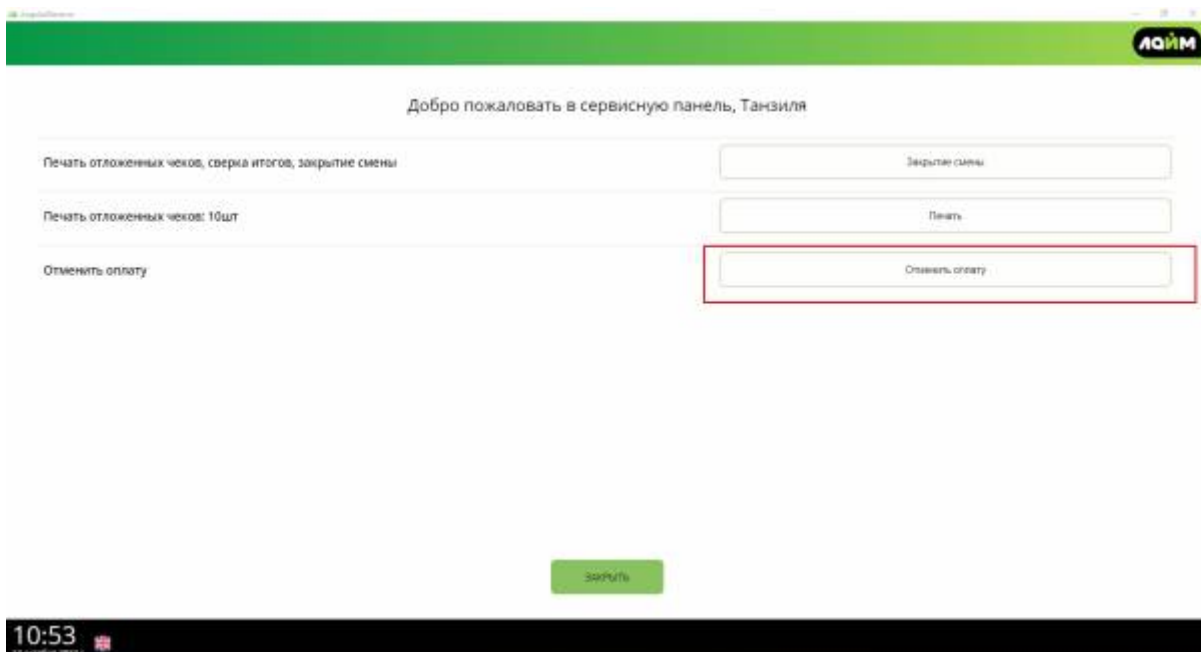 лайм
Добро пожаловать в сервисную панель, Танзиля
Печать отложенных чеков, сверка итогов, закрытие смены
Закрытие смены
Печать отложенных чеков: 10шт
Печать
Отменить оплату
Отменить оплату
ЗАКРЫТЬ
10:53